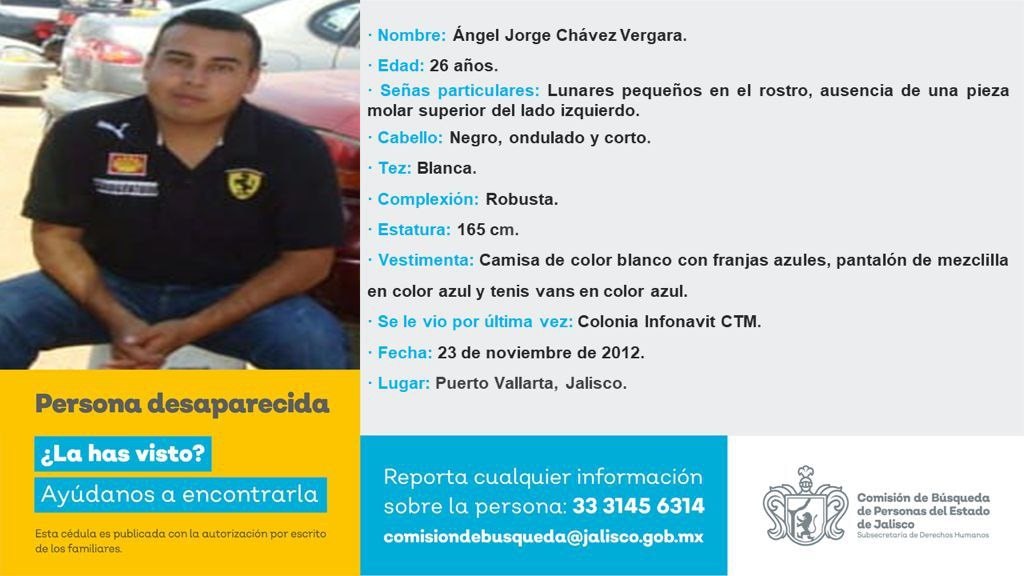 · Nombre: Ángel Jorge Chávez Vergara.
· Edad: 26 años.
· Señas particulares: Lunares pequeños en el rostro, ausencia de una pieza
molar superior del lado izquierdo.
· Cabello: Negro, ondulado y corto.
· Tez: Blanca.
· Complexión: Robusta.
· Estatura: 165 cm.
· Vestimenta: Camisa de color blanco con franjas azules, pantalón de mezclilla
en color azul y tenis vans en color azul.
· Se le vio por última vez: Colonia Infonavit CTM.
· Fecha: 23 de noviembre de 2012.
· Lugar: Puerto Vallarta, Jalisco.
Persona desaparecida
¿La has visto?
Ayúdanos a encontrarla
Esta cédula es publicada con la autorización por escrito
de los familiares.
Reporta cualquier información
sobre la persona: 33 3145 6314
comisiondebusqueda@jalisco.gob.mx
Comisión de Búsqueda
de Personas del Estado
de Jalisco
Subsecretaría de Derechos Humanos